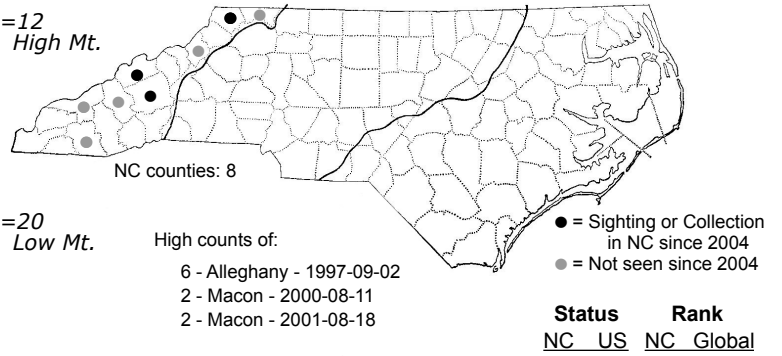 =12
High Mt.
NC counties: 8
=20
Low Mt.
High counts of:
6 - Alleghany - 1997-09-02
2 - Macon - 2000-08-11
2 - Macon - 2001-08-18
= Sighting or Collection
in NC since 2004
= Not seen since 2004
Status Rank
NC US NC Global